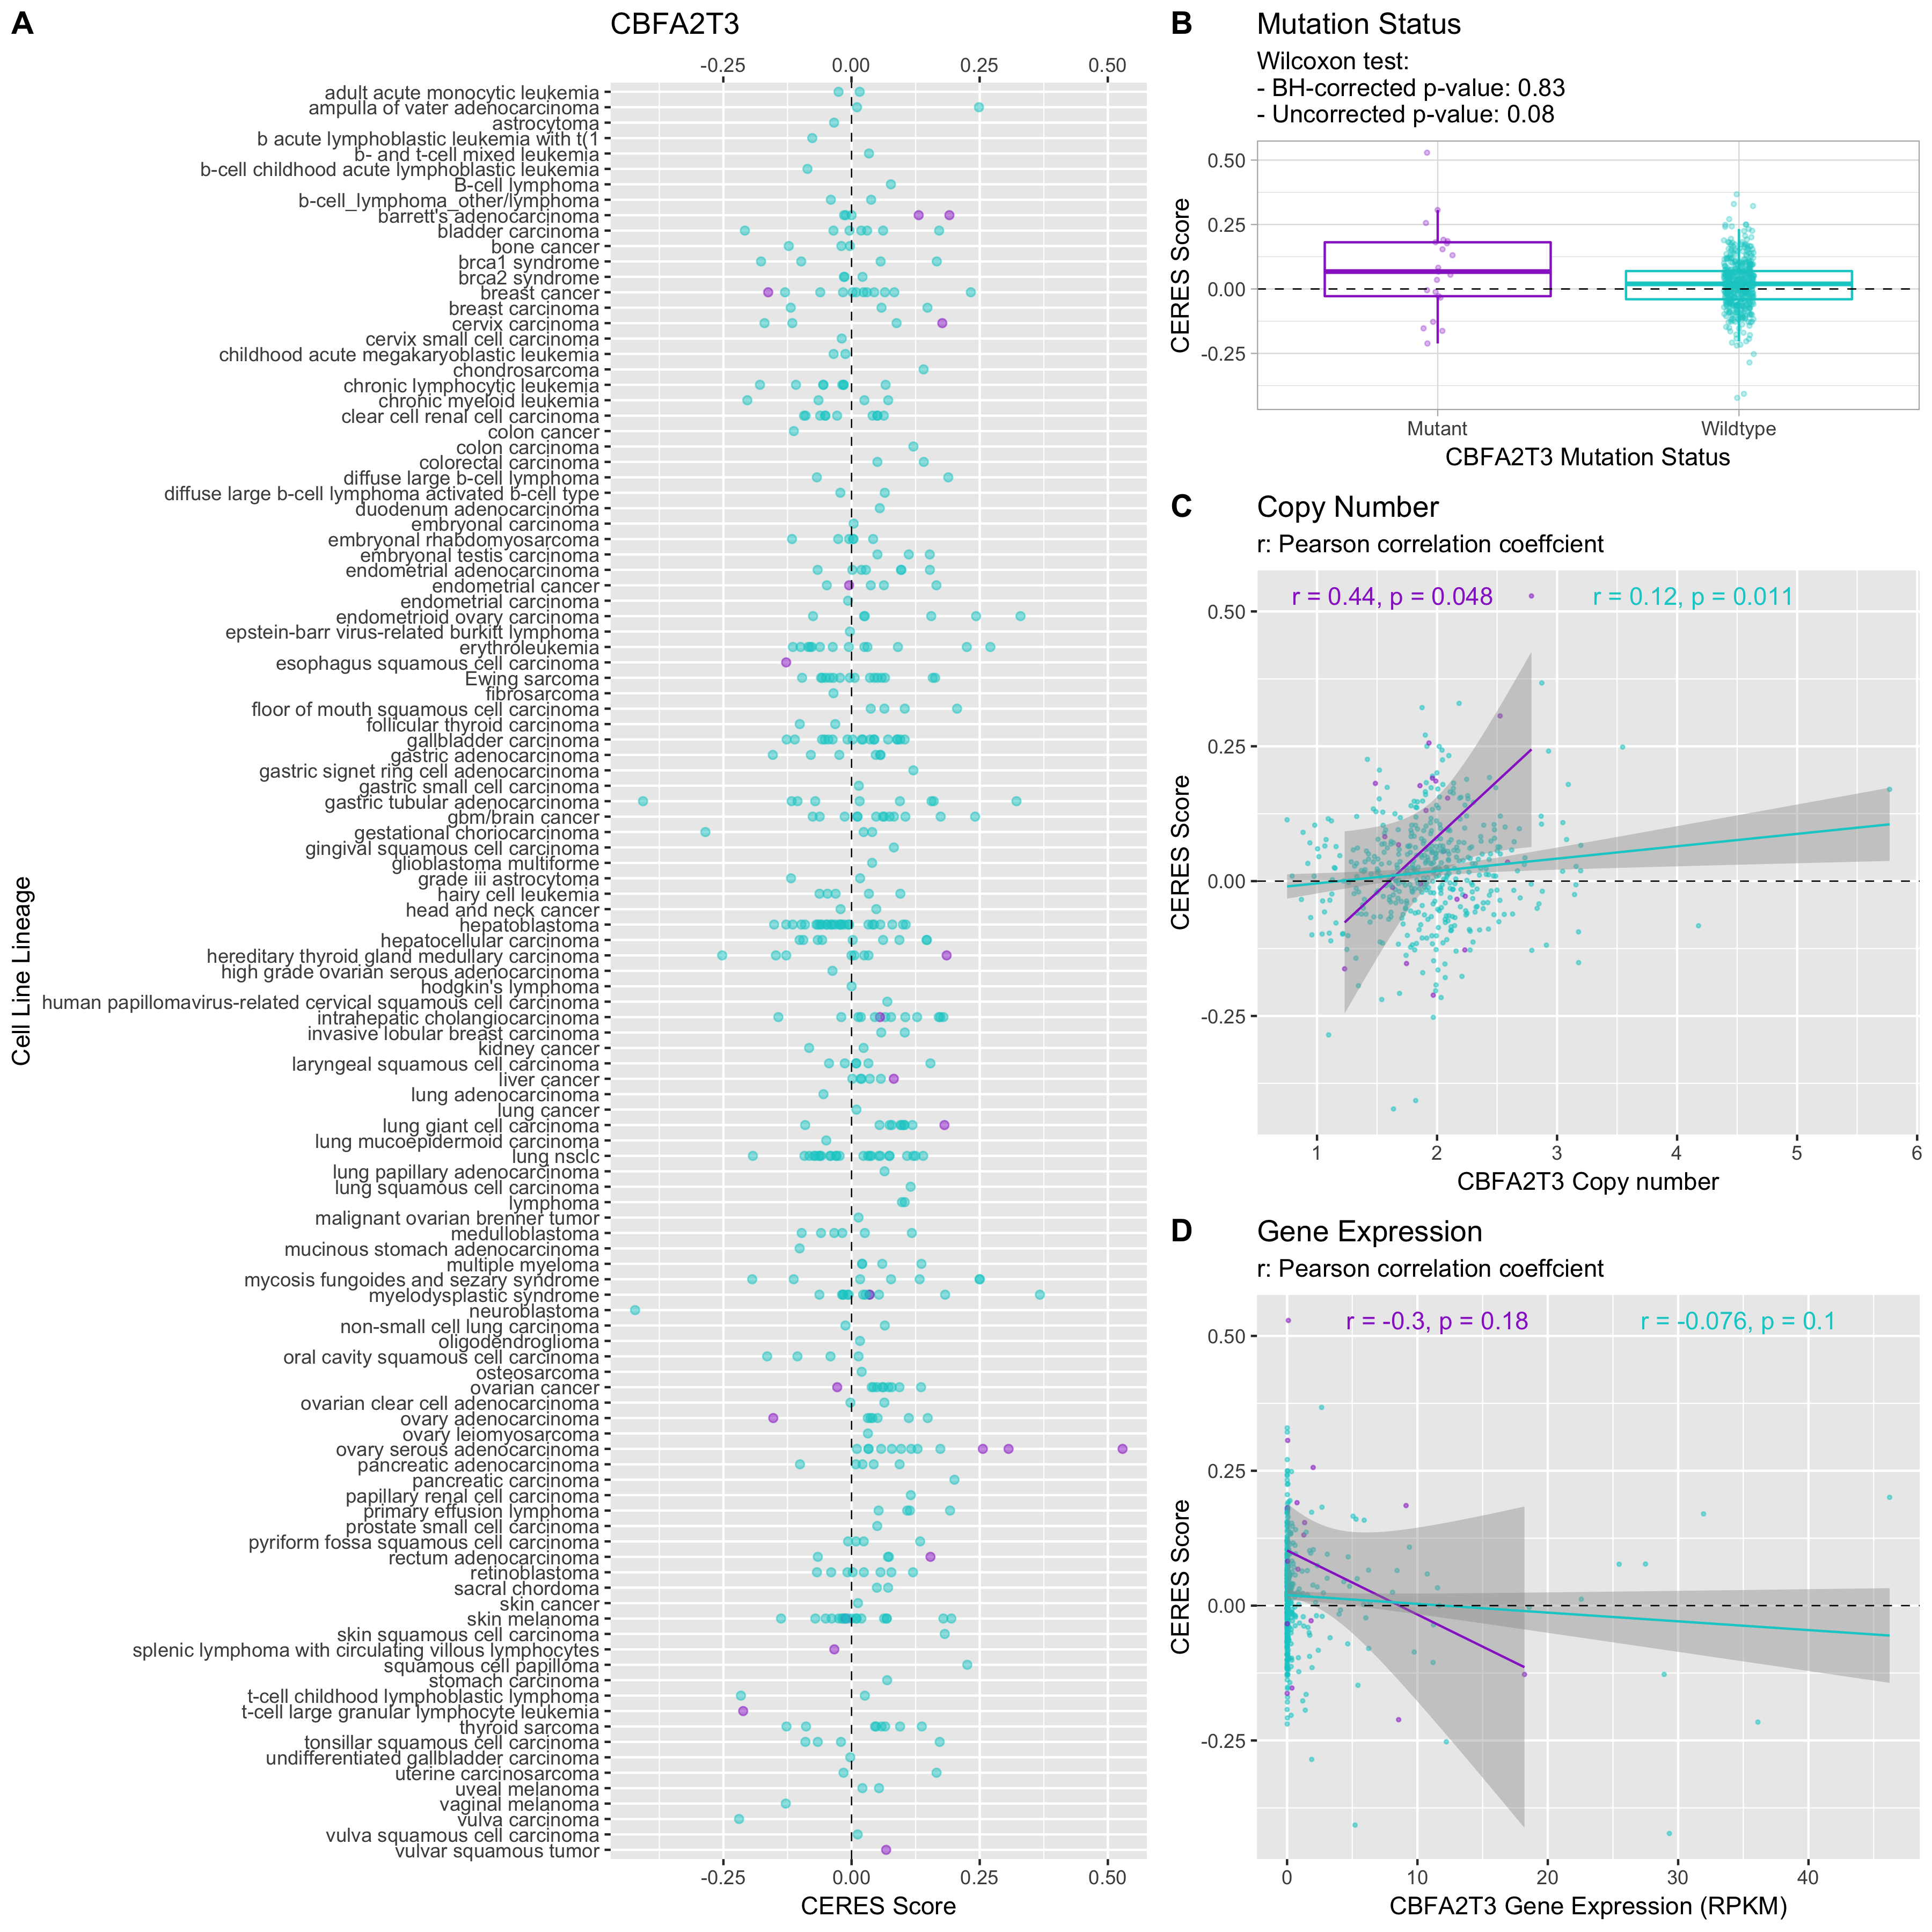 A
CBFA2T3
-0.25 0.00 0.25 0.50
Cell Line Lineage
adult acute monocytic leukemia
ampulla of vater adenocarcinoma
astrocytoma
b acute lymphoblastic leukemia with t(1
b- and t-cell mixed leukemia
b-cell childhood acute lymphoblastic leukemia
B-cell lymphoma
b-cell_lymphoma_other/lymphoma
barrett's adenocarcinoma
bladder carcinoma
bone cancer
brca1 syndrome
brca2 syndrome
breast cancer
breast carcinoma
cervix carcinoma
cervix small cell carcinoma
childhood acute megakaryoblastic leukemia
chondrosarcoma
chronic lymphocytic leukemia
chronic myeloid leukemia
clear cell renal cell carcinoma
colon cancer
colon carcinoma
colorectal carcinoma
diffuse large b-cell lymphoma
diffuse large b-cell lymphoma activated b-cell type
duodenum adenocarcinoma
embryonal carcinoma
embryonal rhabdomyosarcoma
embryonal testis carcinoma
endometrial adenocarcinoma
endometrial cancer
endometrial carcinoma
endometrioid ovary carcinoma
epstein-barr virus-related burkitt lymphoma
erythroleukemia
esophagus squamous cell carcinoma
Ewing sarcoma
fibrosarcoma
floor of mouth squamous cell carcinoma
follicular thyroid carcinoma
gallbladder carcinoma
gastric adenocarcinoma
gastric signet ring cell adenocarcinoma
gastric small cell carcinoma
gastric tubular adenocarcinoma
gbm/brain cancer
gestational choriocarcinoma
gingival squamous cell carcinoma
glioblastoma multiforme
grade iii astrocytoma
hairy cell leukemia
head and neck cancer
hepatoblastoma
hepatocellular carcinoma
hereditary thyroid gland medullary carcinoma
high grade ovarian serous adenocarcinoma
hodgkin's lymphoma
human papillomavirus-related cervical squamous cell carcinoma
intrahepatic cholangiocarcinoma
invasive lobular breast carcinoma
kidney cancer
laryngeal squamous cell carcinoma
liver cancer
lung adenocarcinoma
lung cancer
lung giant cell carcinoma
lung mucoepidermoid carcinoma
lung nsclc
lung papillary adenocarcinoma
lung squamous cell carcinoma
lymphoma
malignant ovarian brenner tumor
medulloblastoma
mucinous stomach adenocarcinoma
multiple myeloma
mycosis fungoides and sezary syndrome
myelodysplastic syndrome
neuroblastoma
non-small cell lung carcinoma
oligodendroglioma
oral cavity squamous cell carcinoma
osteosarcoma
ovarian cancer
ovarian clear cell adenocarcinoma
ovary adenocarcinoma
ovary leiomyosarcoma
ovary serous adenocarcinoma
pancreatic adenocarcinoma
pancreatic carcinoma
papillary renal cell carcinoma
primary effusion lymphoma
prostate small cell carcinoma
pyriform fossa squamous cell carcinoma
rectum adenocarcinoma
retinoblastoma
sacral chordoma
skin cancer
skin melanoma
skin squamous cell carcinoma
splenic lymphoma with circulating villous lymphocytes
squamous cell papilloma
stomach carcinoma
t-cell childhood lymphoblastic lymphoma
t-cell large granular lymphocyte leukemia
thyroid sarcoma
tonsillar squamous cell carcinoma
undifferentiated gallbladder carcinoma
uterine carcinosarcoma
uveal melanoma
vaginal melanoma
vulva carcinoma
vulva squamous cell carcinoma
vulvar squamous tumor
-0.25 0.00 0.25 0.50
CERES Score
B
Mutation Status
Wilcoxon test:
- BH-corrected p-value: 0.83
- Uncorrected p-value: 0.08
CERES Score
0.50
0.25
0.00
-0.25
Mutant Wildtype
CBFA2T3 Mutation Status
C
Copy Number
r: Pearson correlation coeffcient
r = 0.44, p = 0.048 r = 0.12, p = 0.011
CERES Score
0.50
0.25
0.00
-0.25
1 2 3 4 5 6
CBFA2T3 Copy number
D
Gene Expression
r: Pearson correlation coeffcient
r = -0.3, p = 0.18 r = -0.076, p = 0.1
CERES Score
0.50
0.25
0.00
-0.25
0 10 20 30 40
CBFA2T3 Gene Expression (RPKM)